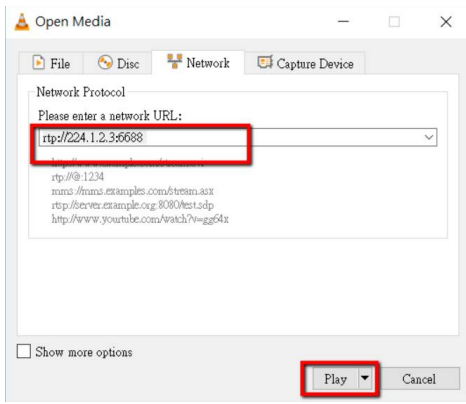 Open Media
File Disc Network Capture Device
Network Protocol
Please enter a network URL:
rtp://224.1.2.3:6688
rtp://@:1234
mms://mms.examples.com/stream.asx
rtsp://server.example.org:8080/test.sdp
http://www.yourtube.com/watch?v=gg64x
Show more options
Play Cancel